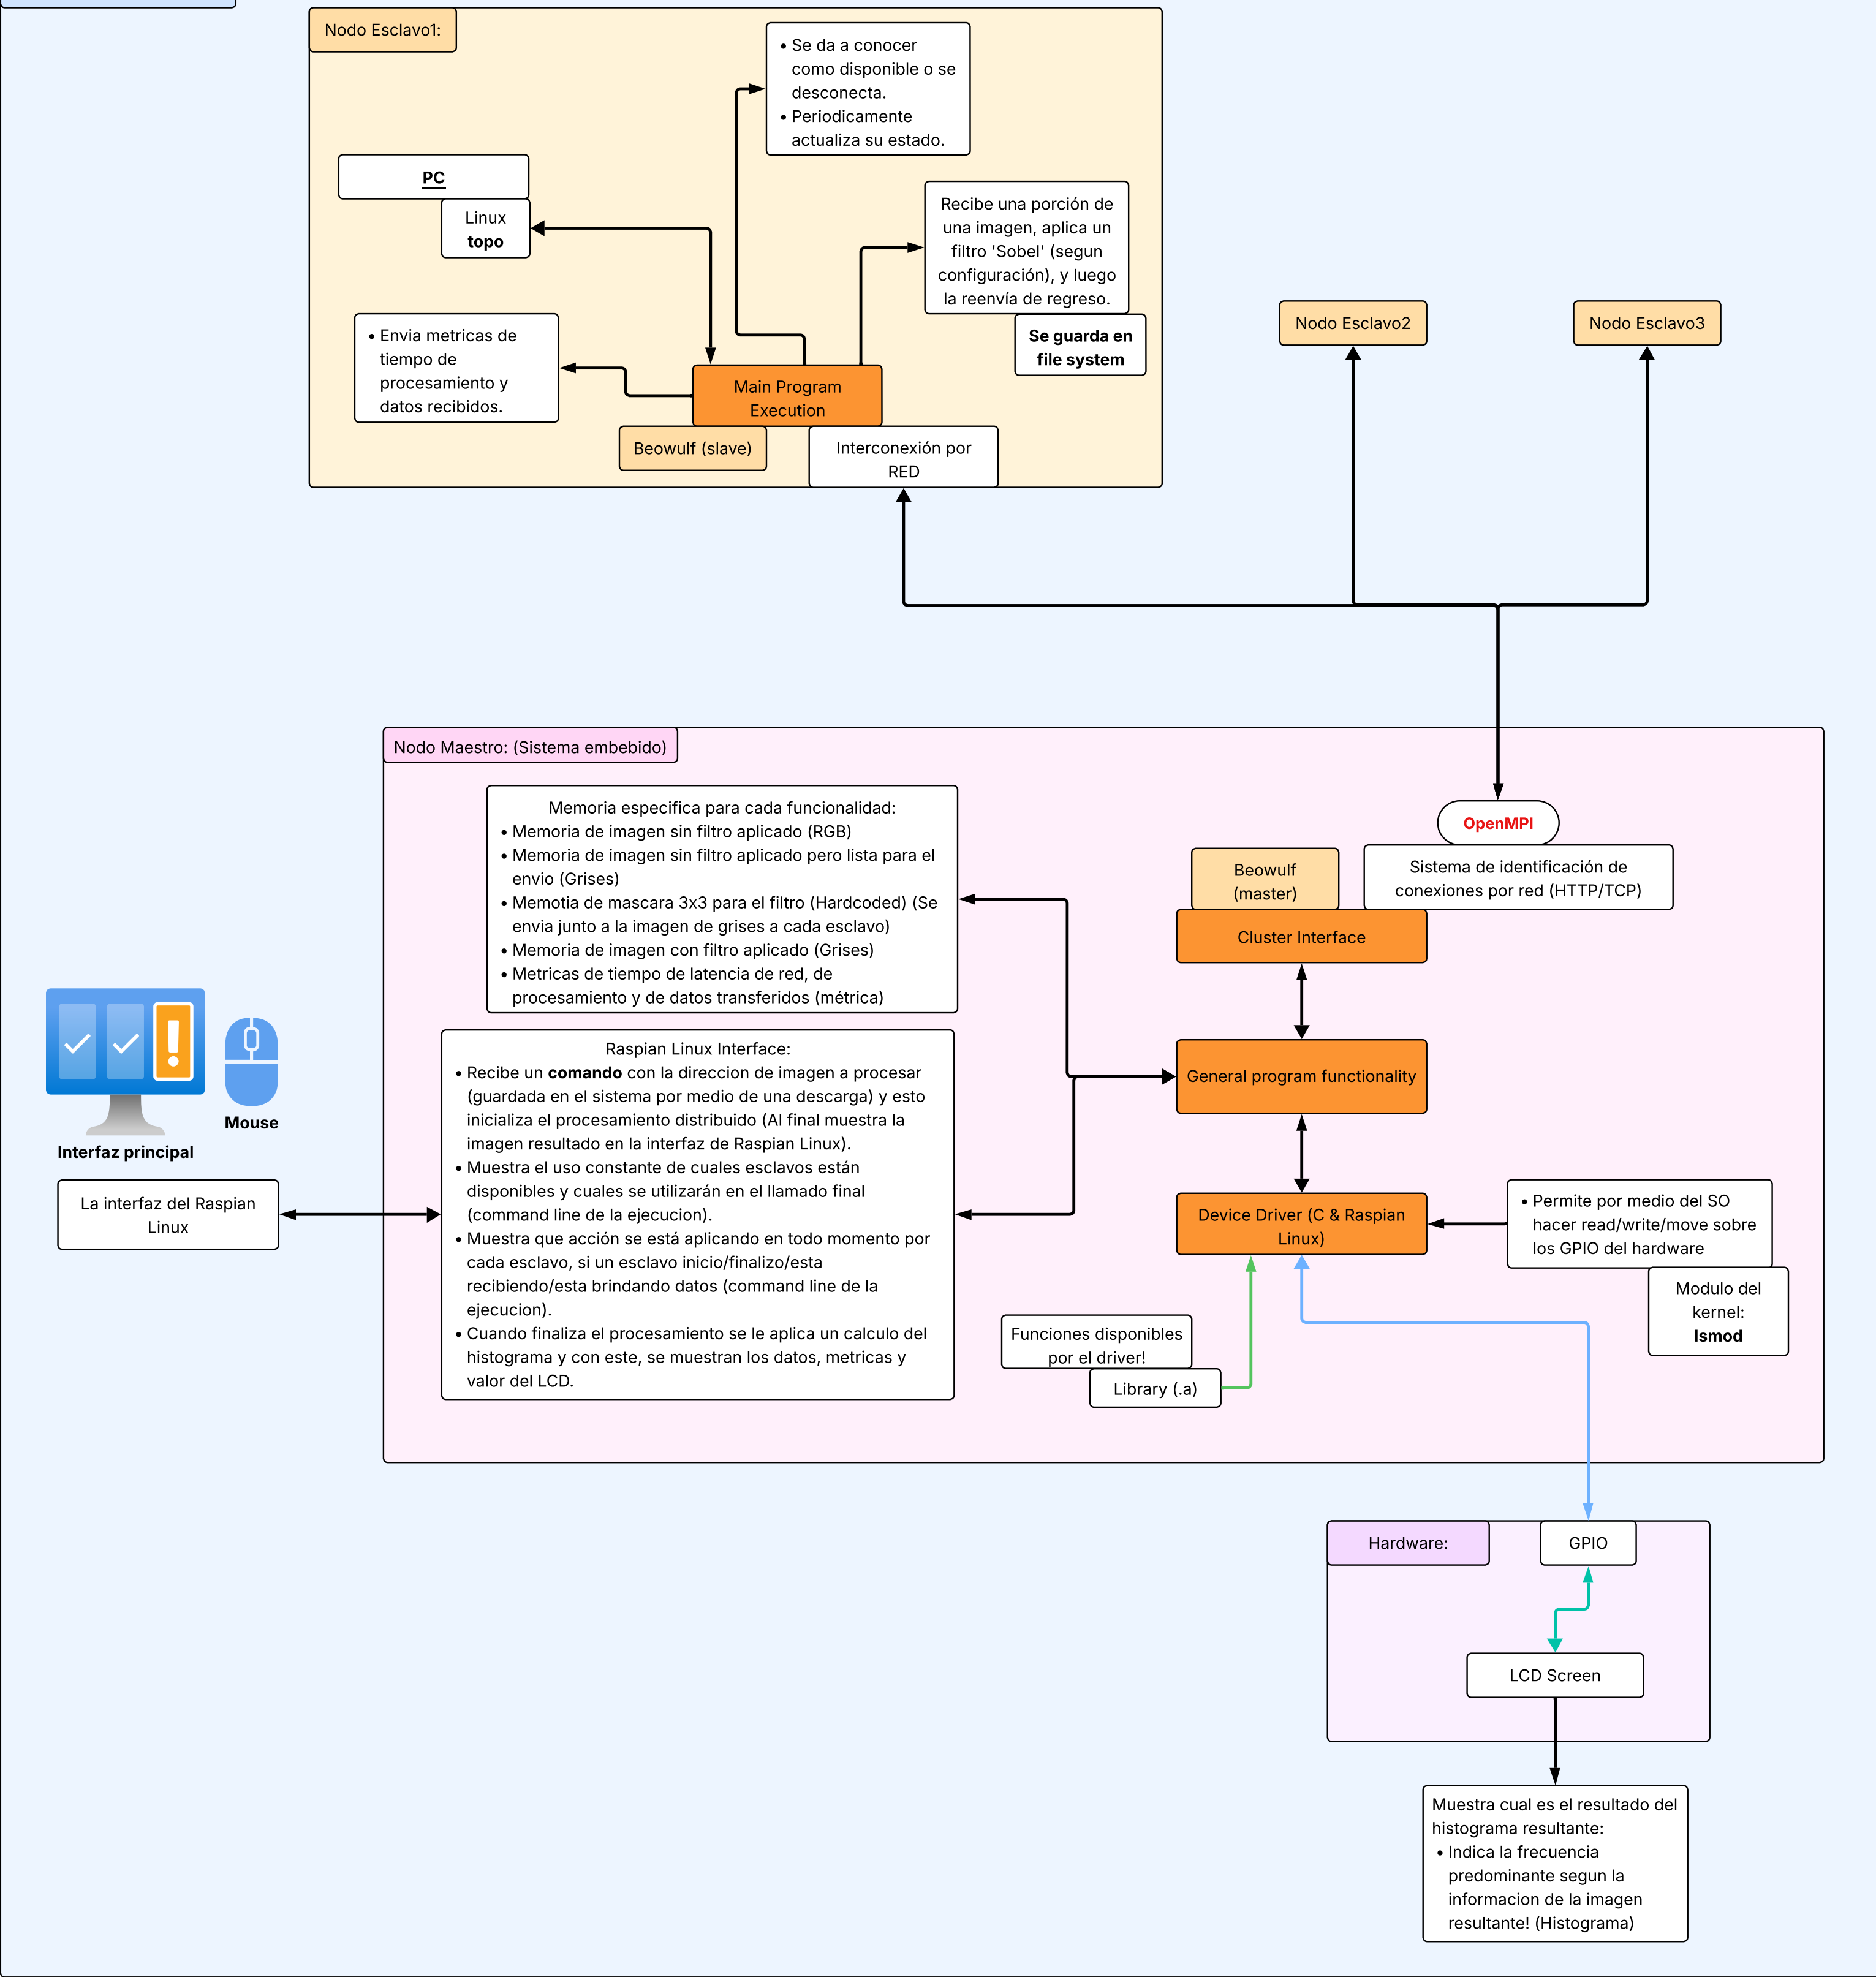 Nodo Esclavo1:
• Se da a conocer
como disponible o se
desconecta.
• Periodicamente
actualiza su estado.
PC
Linux
topo
Recibe una porción de
una imagen, aplica un
filtro 'Sobel' (segun
configuración), y luego
la reenvía de regreso.
Se guarda en
file system
• Envia metricas de
tiempo de
procesamiento y
datos recibidos.
Main Program
Execution
Beowulf (slave)
Interconexión por
RED
Nodo Esclavo2
Nodo Esclavo3
Nodo Maestro: (Sistema embebido)
Memoria especifica para cada funcionalidad:
• Memoria de imagen sin filtro aplicado (RGB)
• Memoria de imagen sin filtro aplicado pero lista para el
envio (Grises)
• Memotia de mascara 3x3 para el filtro (Hardcoded) (Se
envia junto a la imagen de grises a cada esclavo)
• Memoria de imagen con filtro aplicado (Grises)
• Metricas de tiempo de latencia de red, de
procesamiento y de datos transferidos (métrica)
OpenMPI
Sistema de identificación de
conexiones por red (HTTP/TCP)
Beowulf
(master)
Cluster Interface
General program functionality
Raspian Linux Interface:
• Recibe un comando con la direccion de imagen a procesar
(guardada en el sistema por medio de una descarga) y esto
inicializa el procesamiento distribuido (Al final muestra la
imagen resultado en la interfaz de Raspian Linux).
• Muestra el uso constante de cuales esclavos están
disponibles y cuales se utilizarán en el llamado final
(command line de la ejecucion).
• Muestra que acción se está aplicando en todo momento por
cada esclavo, si un esclavo inicio/finalizo/esta
recibiendo/esta brindando datos (command line de la
ejecucion).
• Cuando finaliza el procesamiento se le aplica un calculo del
histograma y con este, se muestran los datos, metricas y
valor del LCD.
Mouse
Interfaz principal
La interfaz del Raspian
Linux
Device Driver (C & Raspian
Linux)
• Permite por medio del SO
hacer read/write/move sobre
los GPIO del hardware
Modulo del
kernel:
lsmod
Funciones disponibles
por el driver!
Library (.a)
Hardware:
GPIO
LCD Screen
Muestra cual es el resultado del
histograma resultante:
• Indica la frecuencia
predominante segun la
informacion de la imagen
resultante! (Histograma)